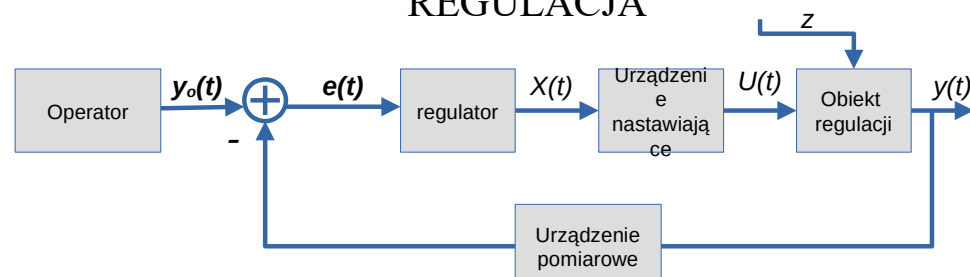 REGULACJA
z
Operator
yₒ(t)
-
e(t)
regulator
X(t)
Urządzeni
e
nastawiają
ce
U(t)
Obiekt
regulacji
y(t)
Urządzenie
pomiarowe